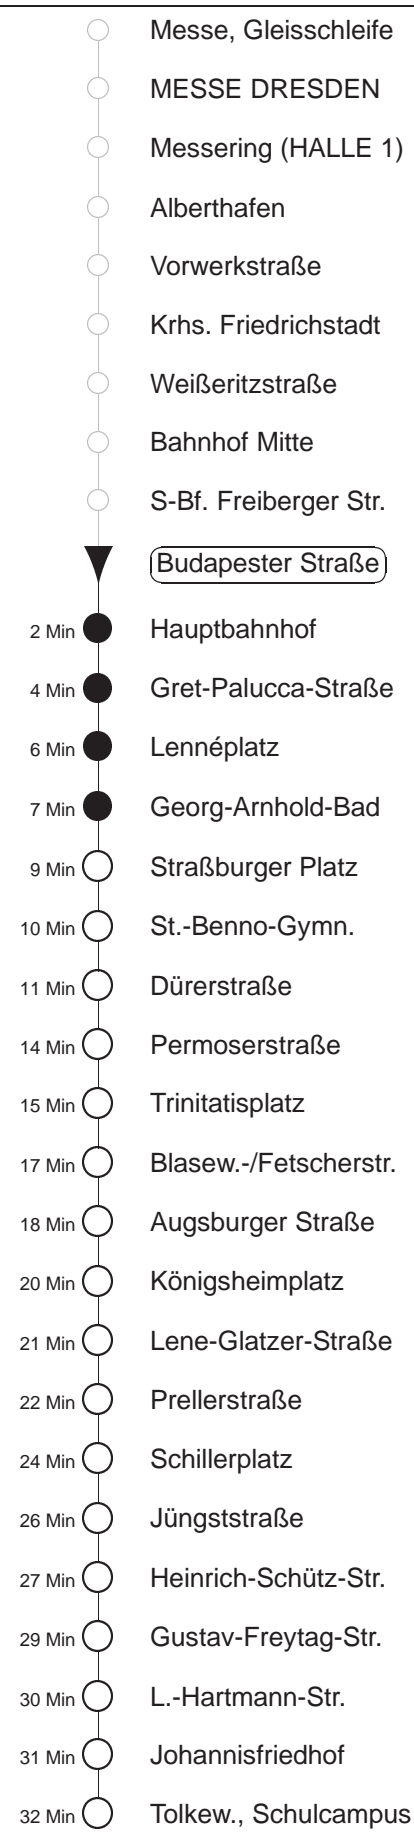 Messe, Gleisschleife
MESSE DRESDEN
Messering (HALLE 1)
Alberthafen
Vorwerkstraße
Krhs. Friedrichstadt
Weißeritzstraße
Bahnhof Mitte
S-Bf. Freiberger Str.
Budapester Straße
2 Min Hauptbahnhof
4 Min Gret-Palucca-Straße
6 Min Lennéplatz
7 Min Georg-Arnhold-Bad
9 Min Straßburger Platz
10 Min St.-Benno-Gymn.
11 Min Dürerstraße
14 Min Permoserstraße
15 Min Trinitatisplatz
17 Min Blasew.-/Fetscherstr.
18 Min Augsburger Straße
20 Min Königsheimplatz
21 Min Lene-Glatzer-Straße
22 Min Prellerstraße
24 Min Schillerplatz
26 Min Jüngststraße
27 Min Heinrich-Schütz-Str.
29 Min Gustav-Freytag-Str.
30 Min L.-Hartmann-Str.
31 Min Johannisfriedhof
32 Min Tolkew., Schulcampus